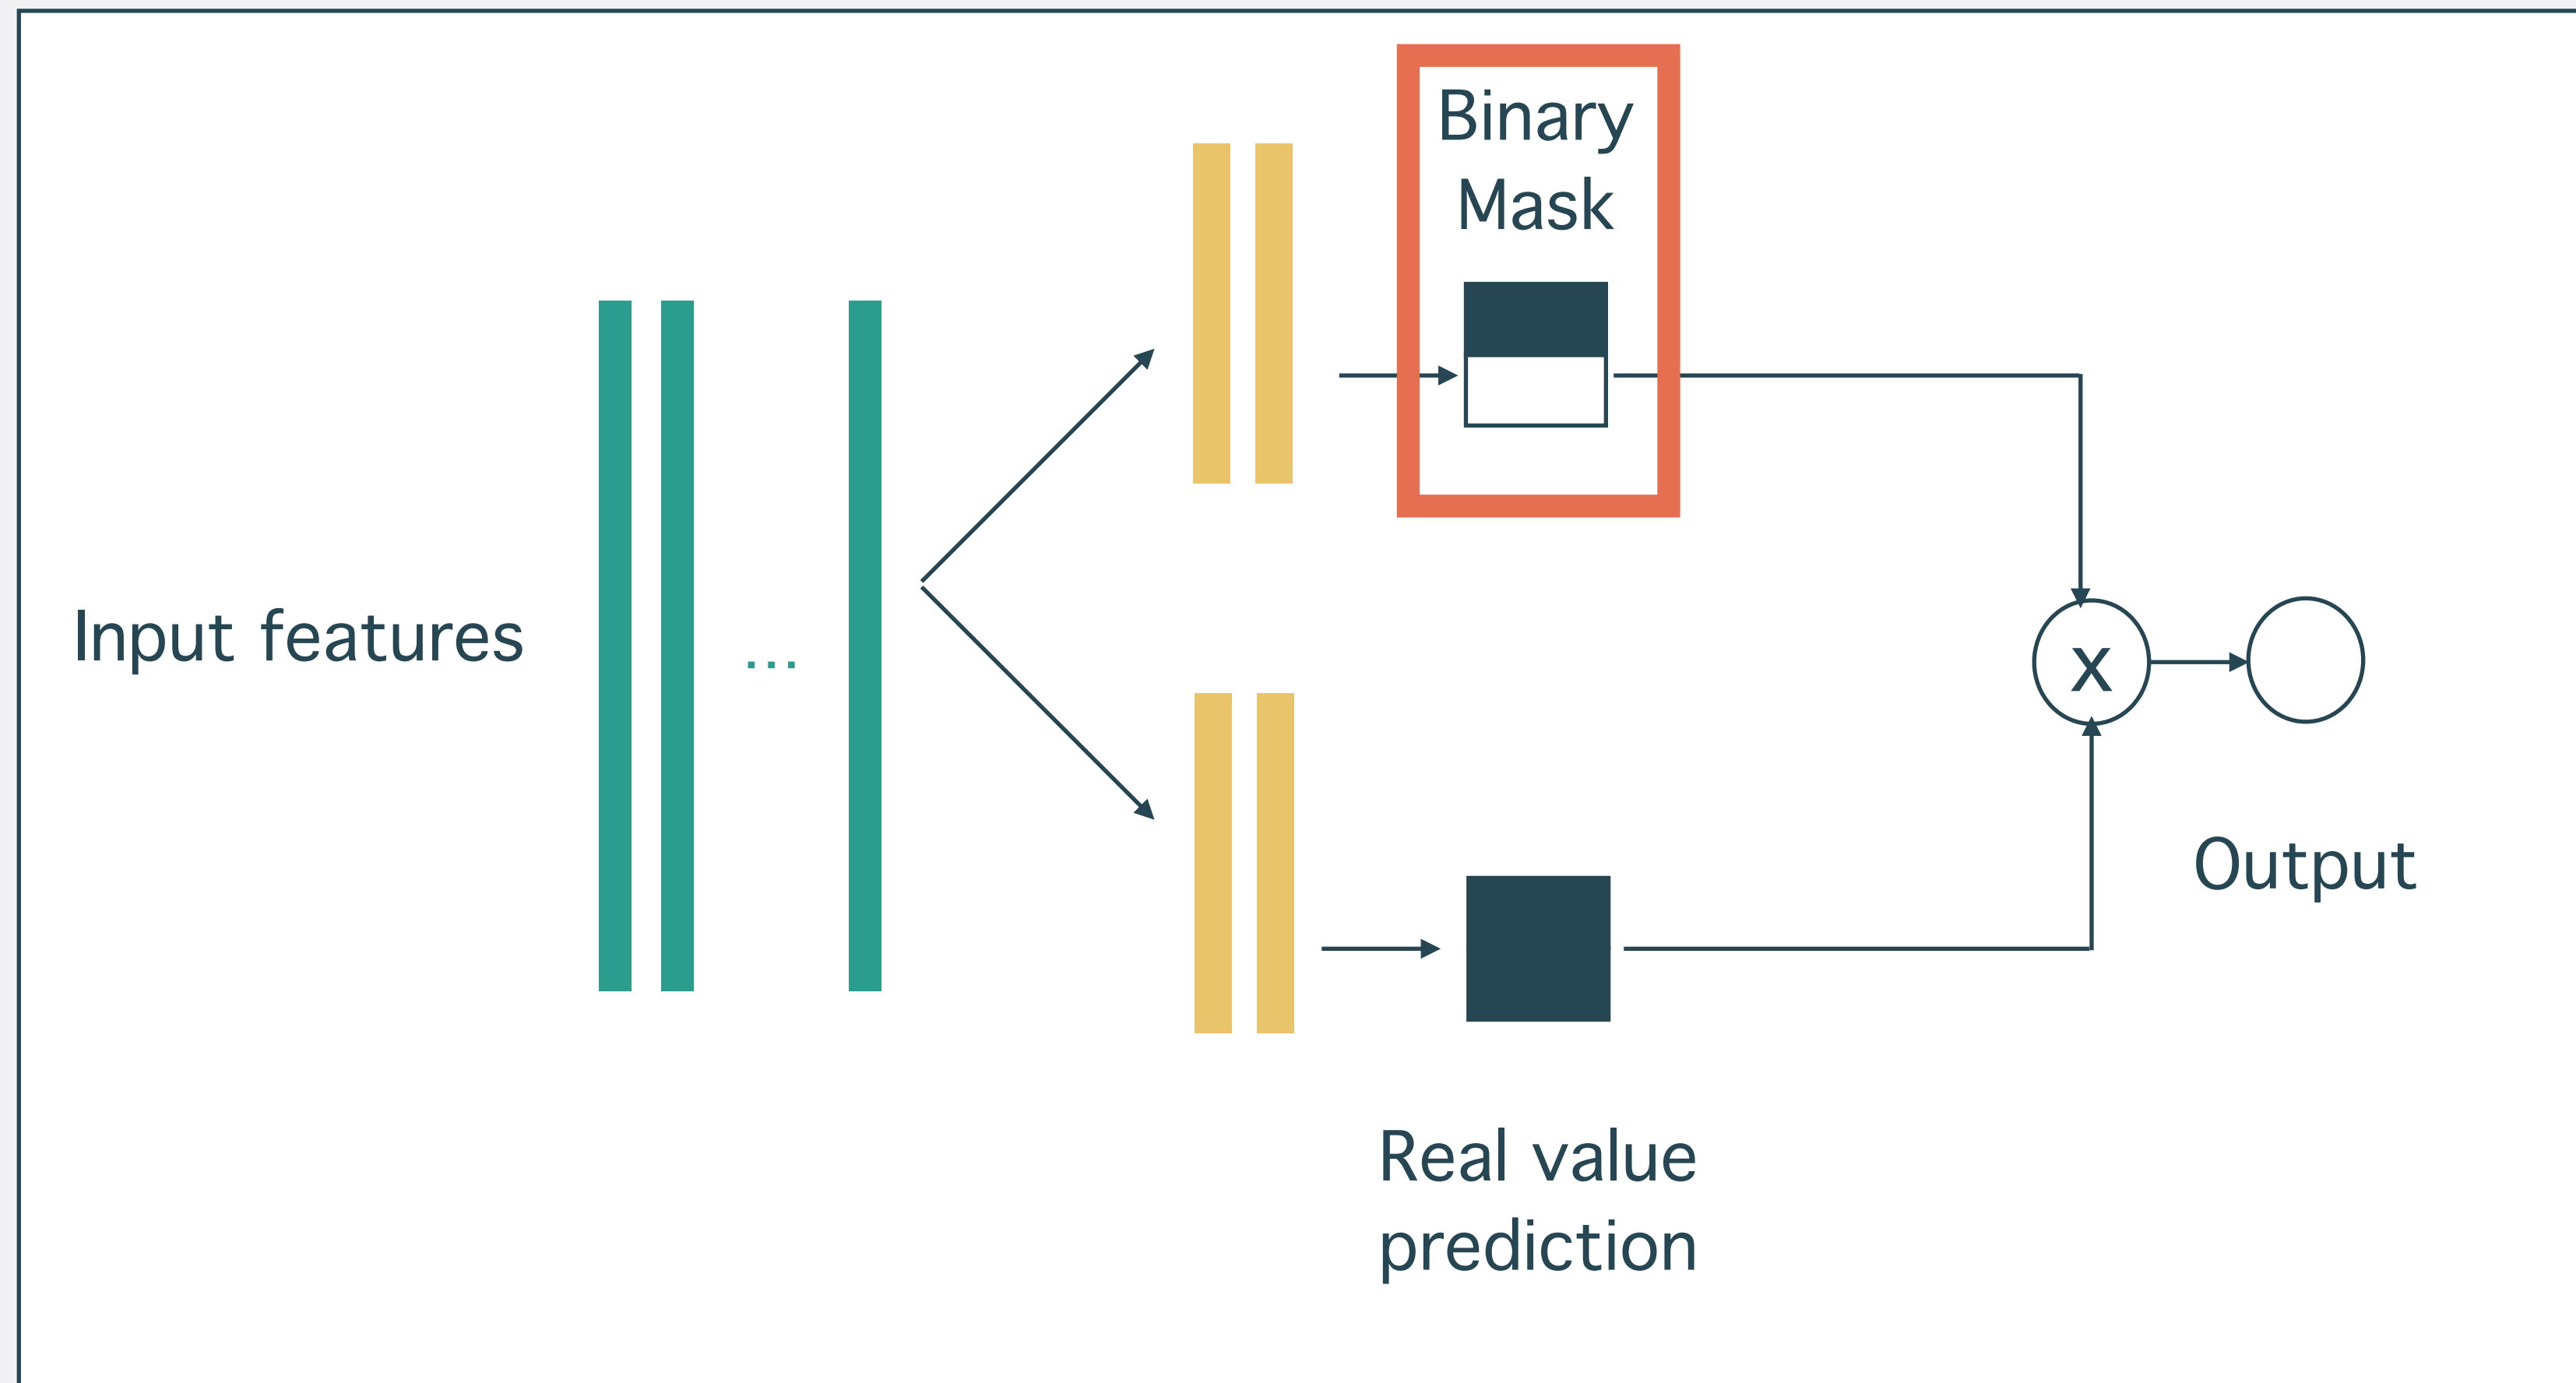 Binary
Mask
Input features
...
x
Output
Real value
prediction